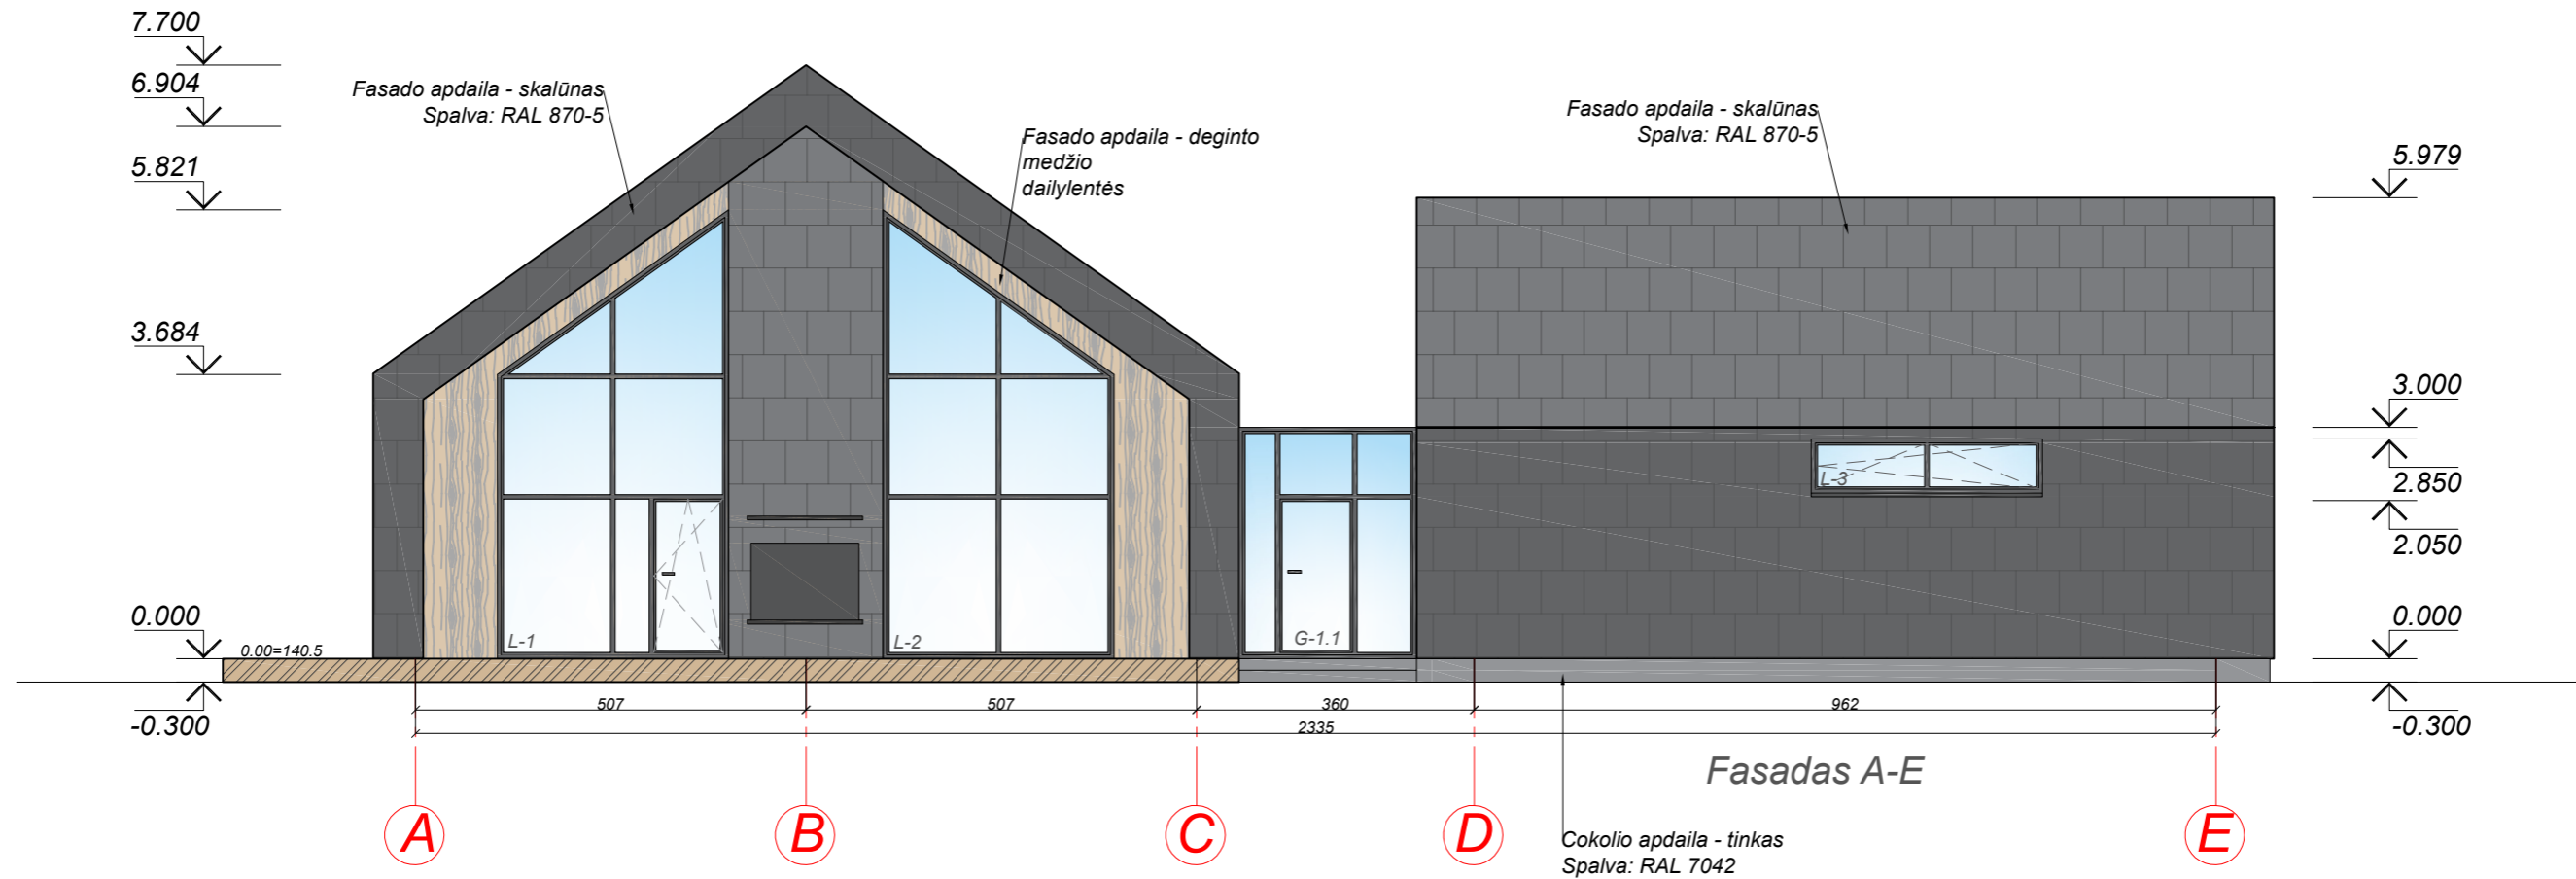 7.700
6.904
5.821
3.684
0.000
-0.300
Fasado apdaila - skalūnas
Spalva: RAL 870-5
Fasado apdaila - deginto
medžio
dailylentės
Fasado apdaila - skalūnas
Spalva: RAL 870-5
5.979
3.000
2.850
2.050
0.000
-0.300
L-1
L-2
G-1.1
L-3
0.00=140.5
507
507
360
962
2335
Fasadas A-E
A
B
C
D
E
Cokolio apdaila - tinkas
Spalva: RAL 7042